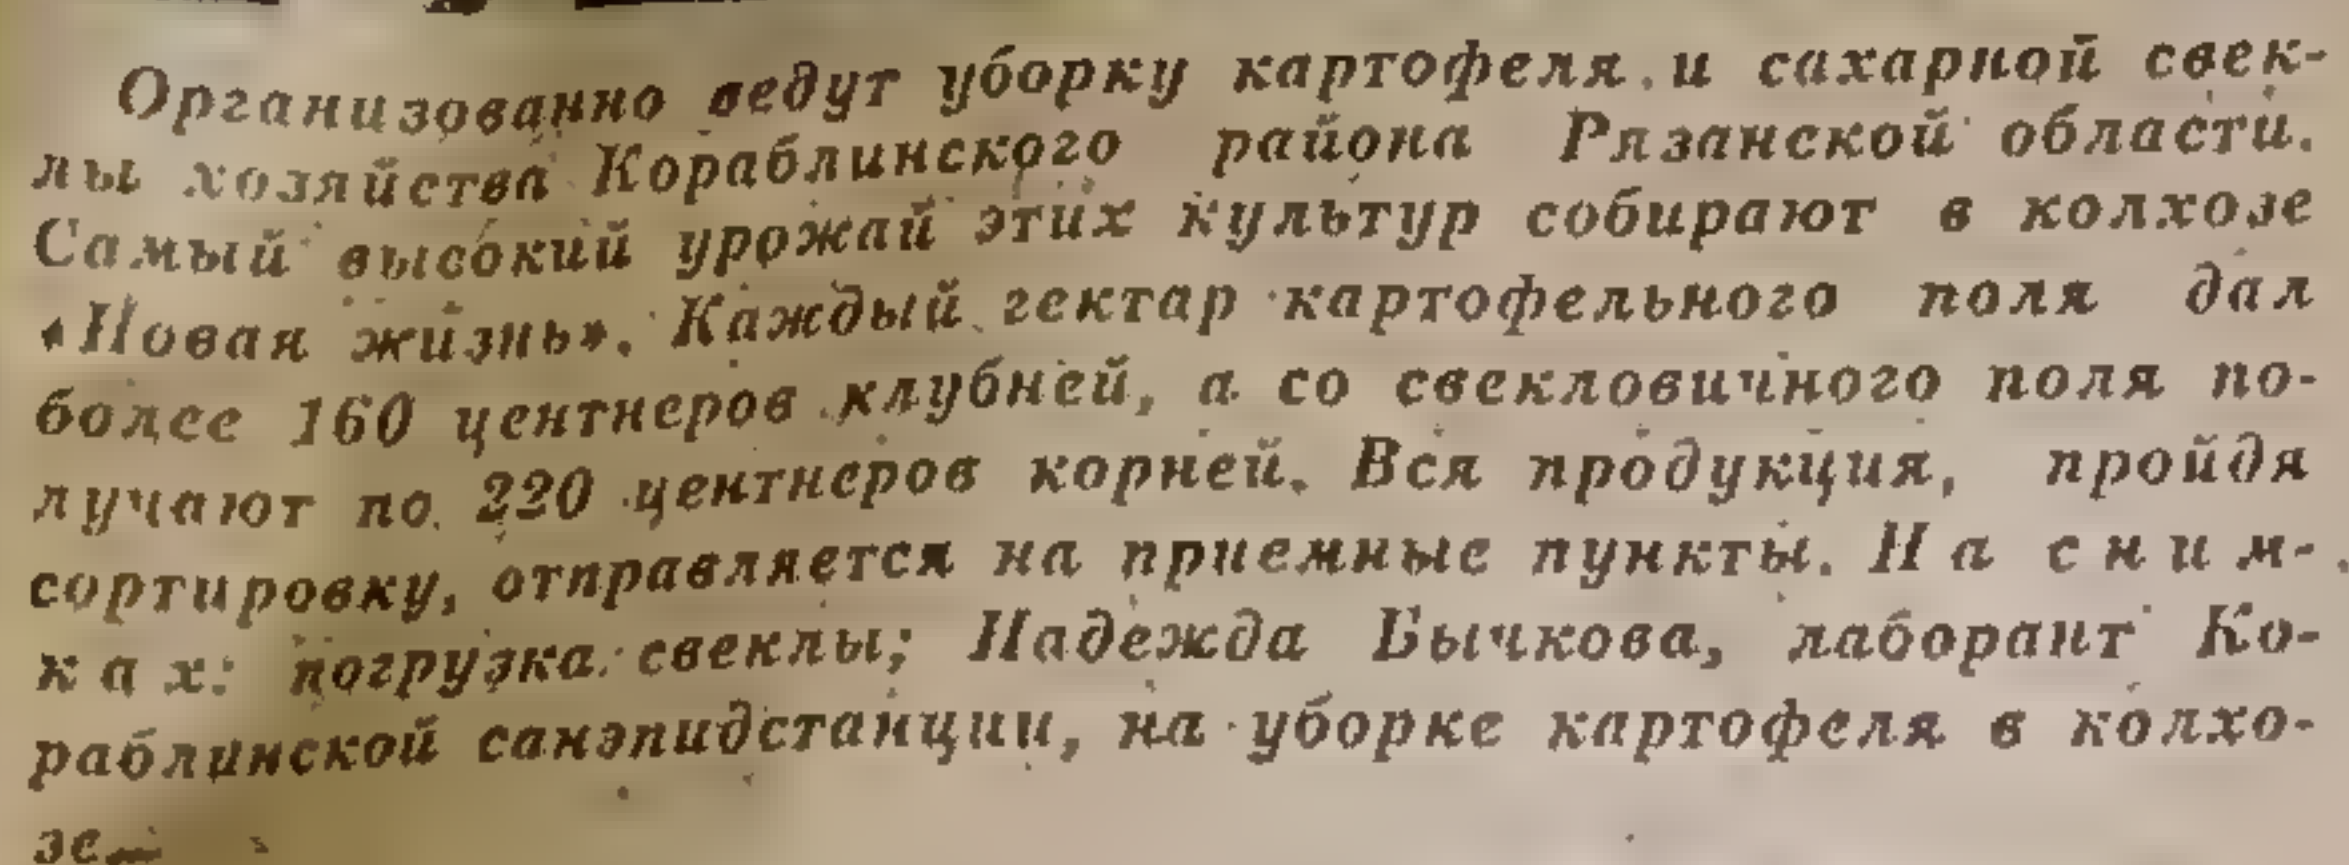 Организованно ведут уборку картофеля и сахарной свек-
лы хозяйства Кораблинского района Рязанской области.
Самый высокий урожай этих культур собирают в колхозе
«Новая жизнь». Каждый гектар картофельного поля дал
более 160 центнеров клубней, а со свекловичного поля по-
лучают по 220 центнеров корней. Вся продукция, пройдя
сортировку, отправляется на приемные пункты. На сним-
ках: погрузка свеклы; Надежда Бычкова, лаборант Ко-
раблинской санэпидстанции, на уборке картофеля в колхо-
зе